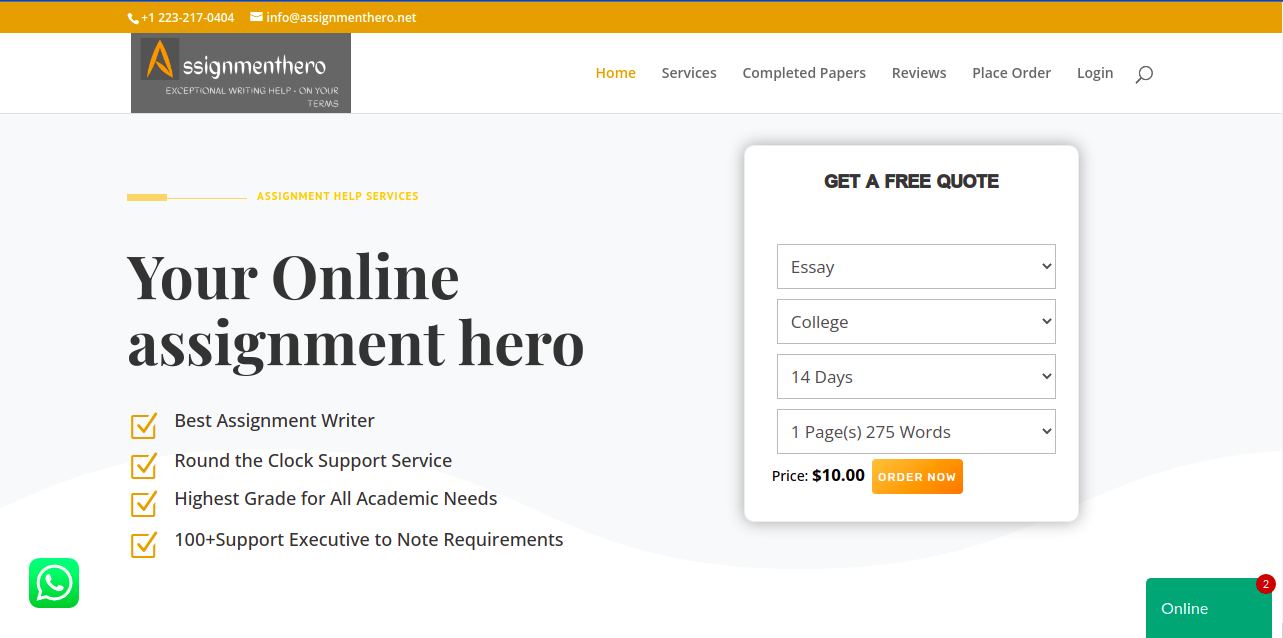 +1 223-217-0404 info@assignmenthero.net
Assignmenthero
EXCEPTIONAL WRITING HELP - ON YOUR
TERMS
Home Services Completed Papers Reviews Place Order Login
ASSIGNMENT HELP SERVICES
Your Online
assignment hero
Best Assignment Writer
Round the Clock Support Service
Highest Grade for All Academic Needs
100+Support Executive to Note Requirements
GET A FREE QUOTE
Essay
College
14 Days
1 Page(s) 275 Words
Price: $10.00 ORDER NOW
2
Online